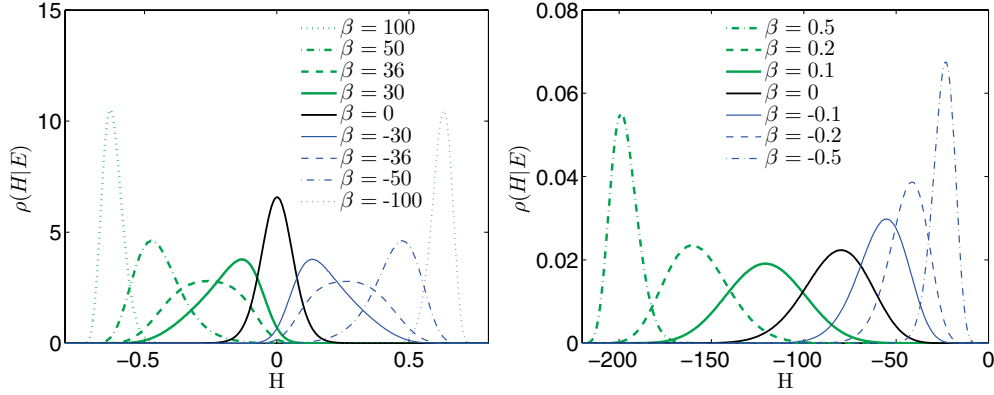 15
10
5
0
ρ(H|E)
β = 100
β = 50
β = 36
β = 30
β = 0
β = -30
β = -36
β = -50
β = -100
−0.5
0
0.5
H
0.08
0.06
0.04
0.02
0
ρ(H|E)
β = 0.5
β = 0.2
β = 0.1
β = 0
β = -0.1
β = -0.2
β = -0.5
−200
−150
−100
−50
0
H